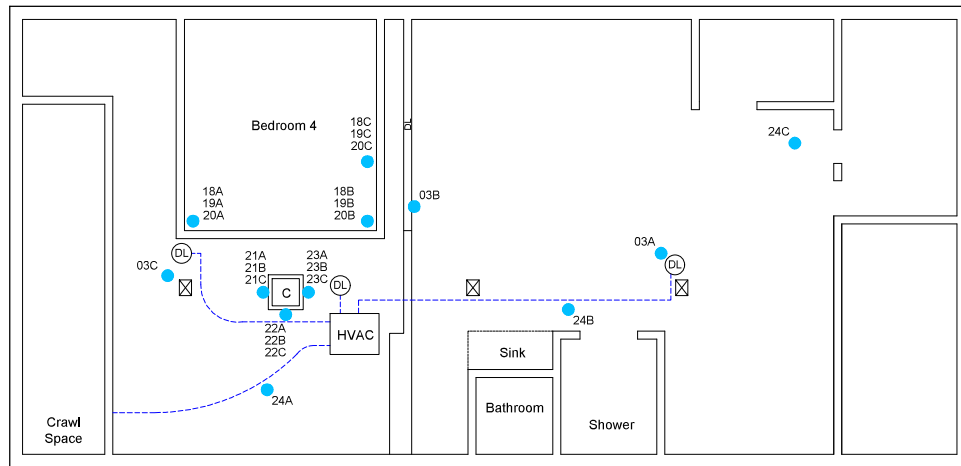 Bedroom 4
18C
19C
20C
DL
24C
18A
19A
20A
18B
19B
20B
03B
DL
03C
21A
21B
21C
23A
23B
23C
DL
C
03A
DL
22A
22B
22C
HVAC
24B
Sink
24A
Bathroom
Crawl
Space
Shower